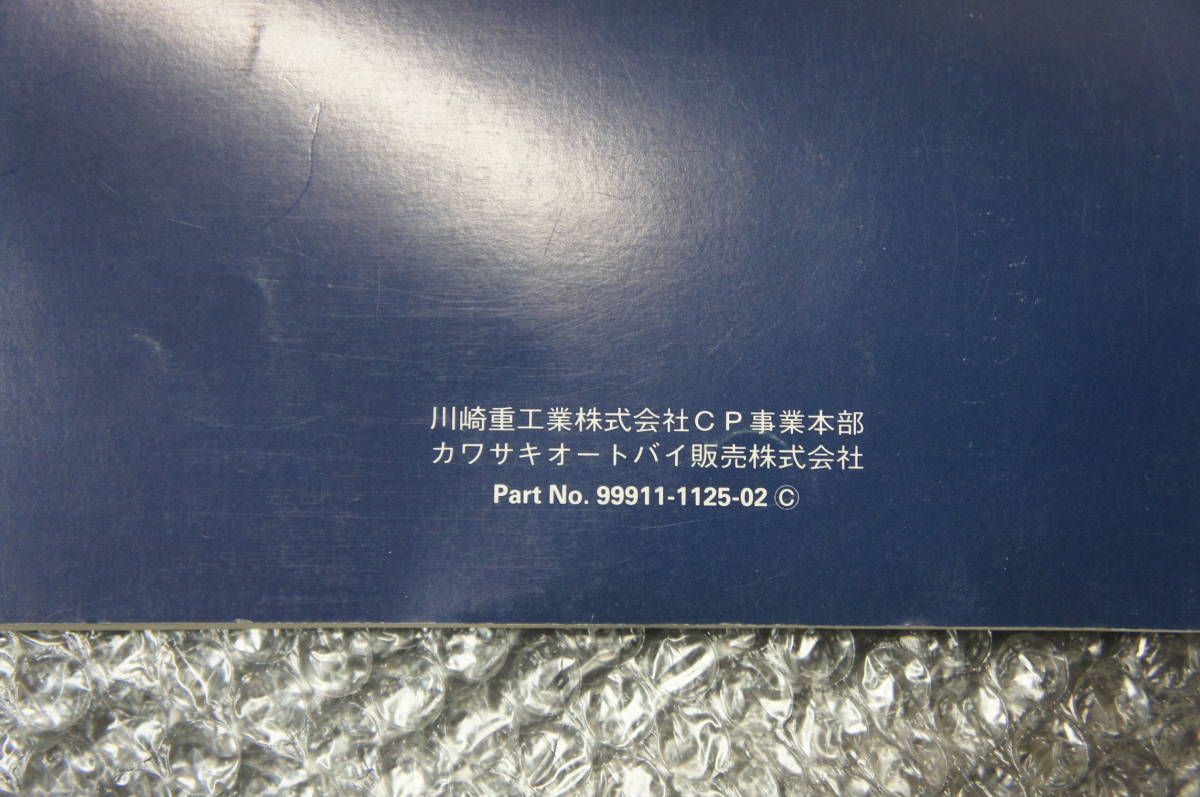 川崎重工業株式会社CP事業本部
カワサキオートバイ販売株式会社
Part No. 99911-1125-02 Ⓒ